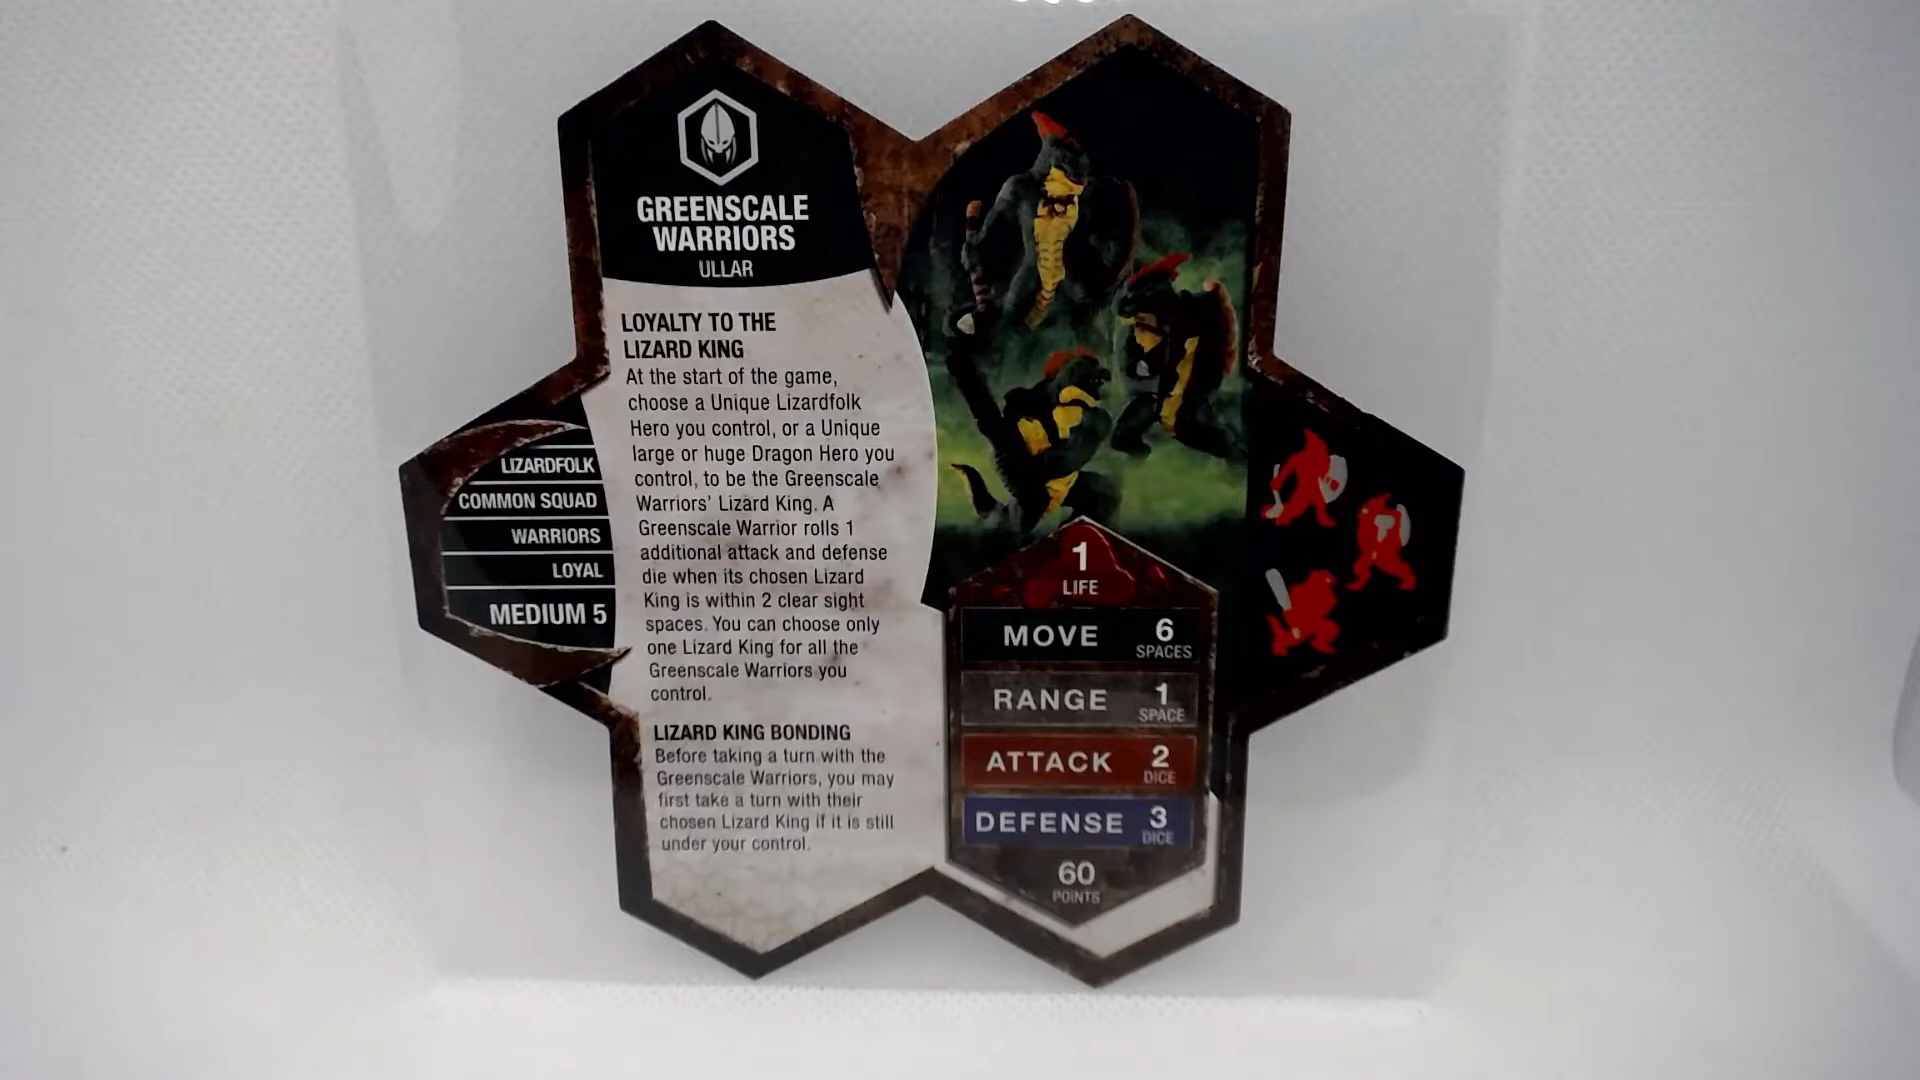 GREENSCALE
WARRIORS
ULLAR
LOYALTY TO THE
LIZARD KING
At the start of the game,
choose a Unique Lizardfolk
Hero you control, or a Unique
large or huge Dragon Hero you
control, to be the Greenscale
Warriors' Lizard King. A
Greenscale Warrior rolls 1
additional attack and defense
die when its chosen Lizard
King is within 2 clear sight
spaces. You can choose only
one Lizard King for all the
Greenscale Warriors you
control.
LIZARD KING BONDING
Before taking a turn with the
Greenscale Warriors, you may
first take a turn with their
chosen Lizard King if it is still
under your control.
LIZARDFOLK
COMMON SQUAD
WARRIORS
LOYAL
MEDIUM 5
1
LIFE
MOVE 6
SPACES
RANGE 1
SPACE
ATTACK 2
DICE
DEFENSE 3
DICE
60
POINTS